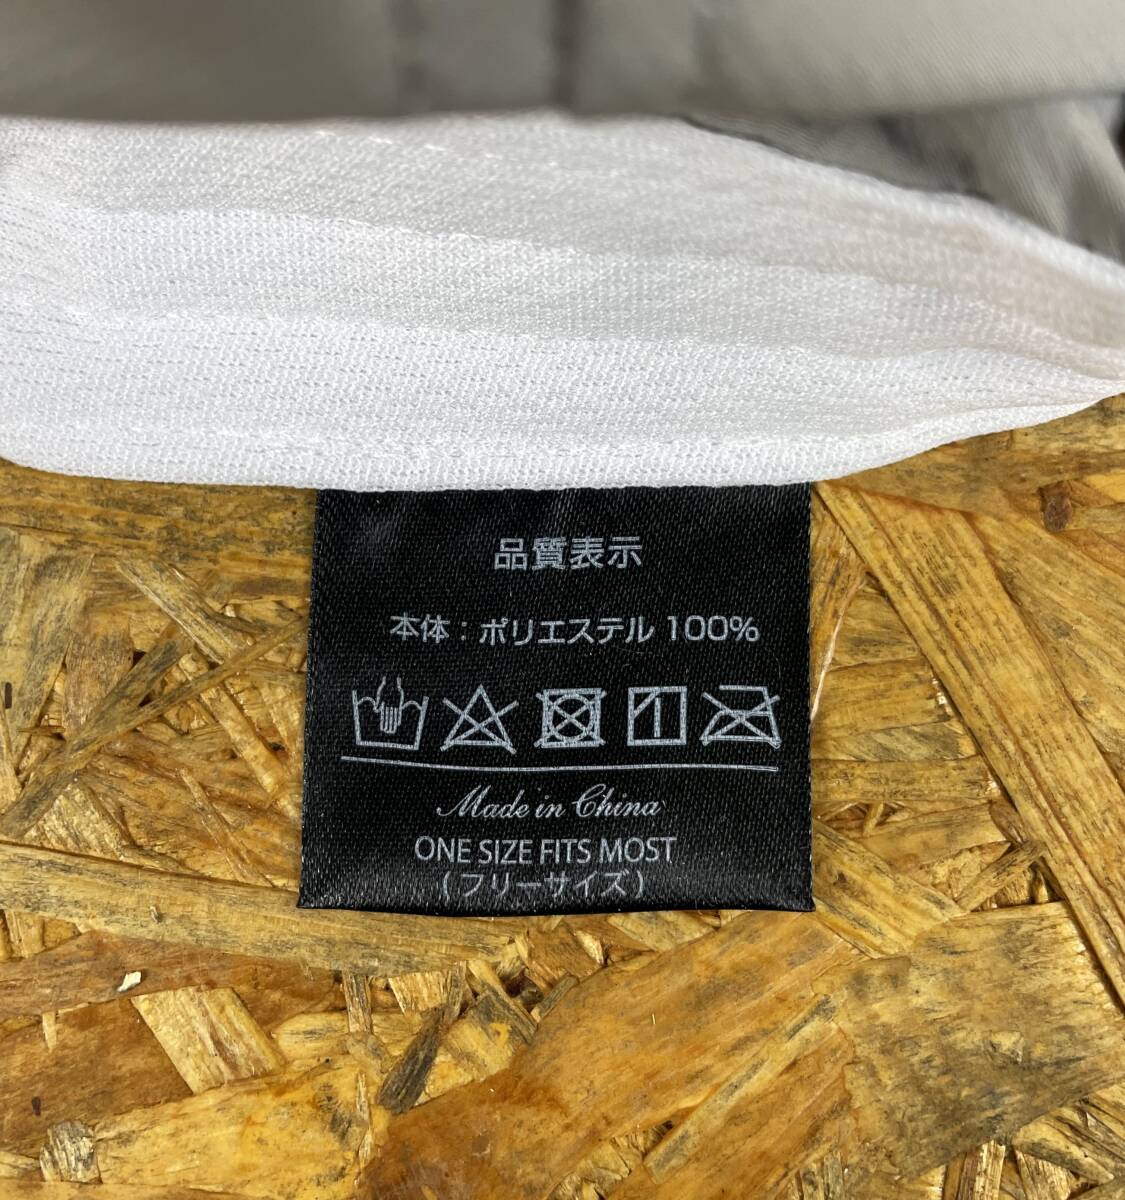 品質表示
本体：ポリエステル 100%
Made in China
ONE SIZE FITS MOST
（フリーサイズ）